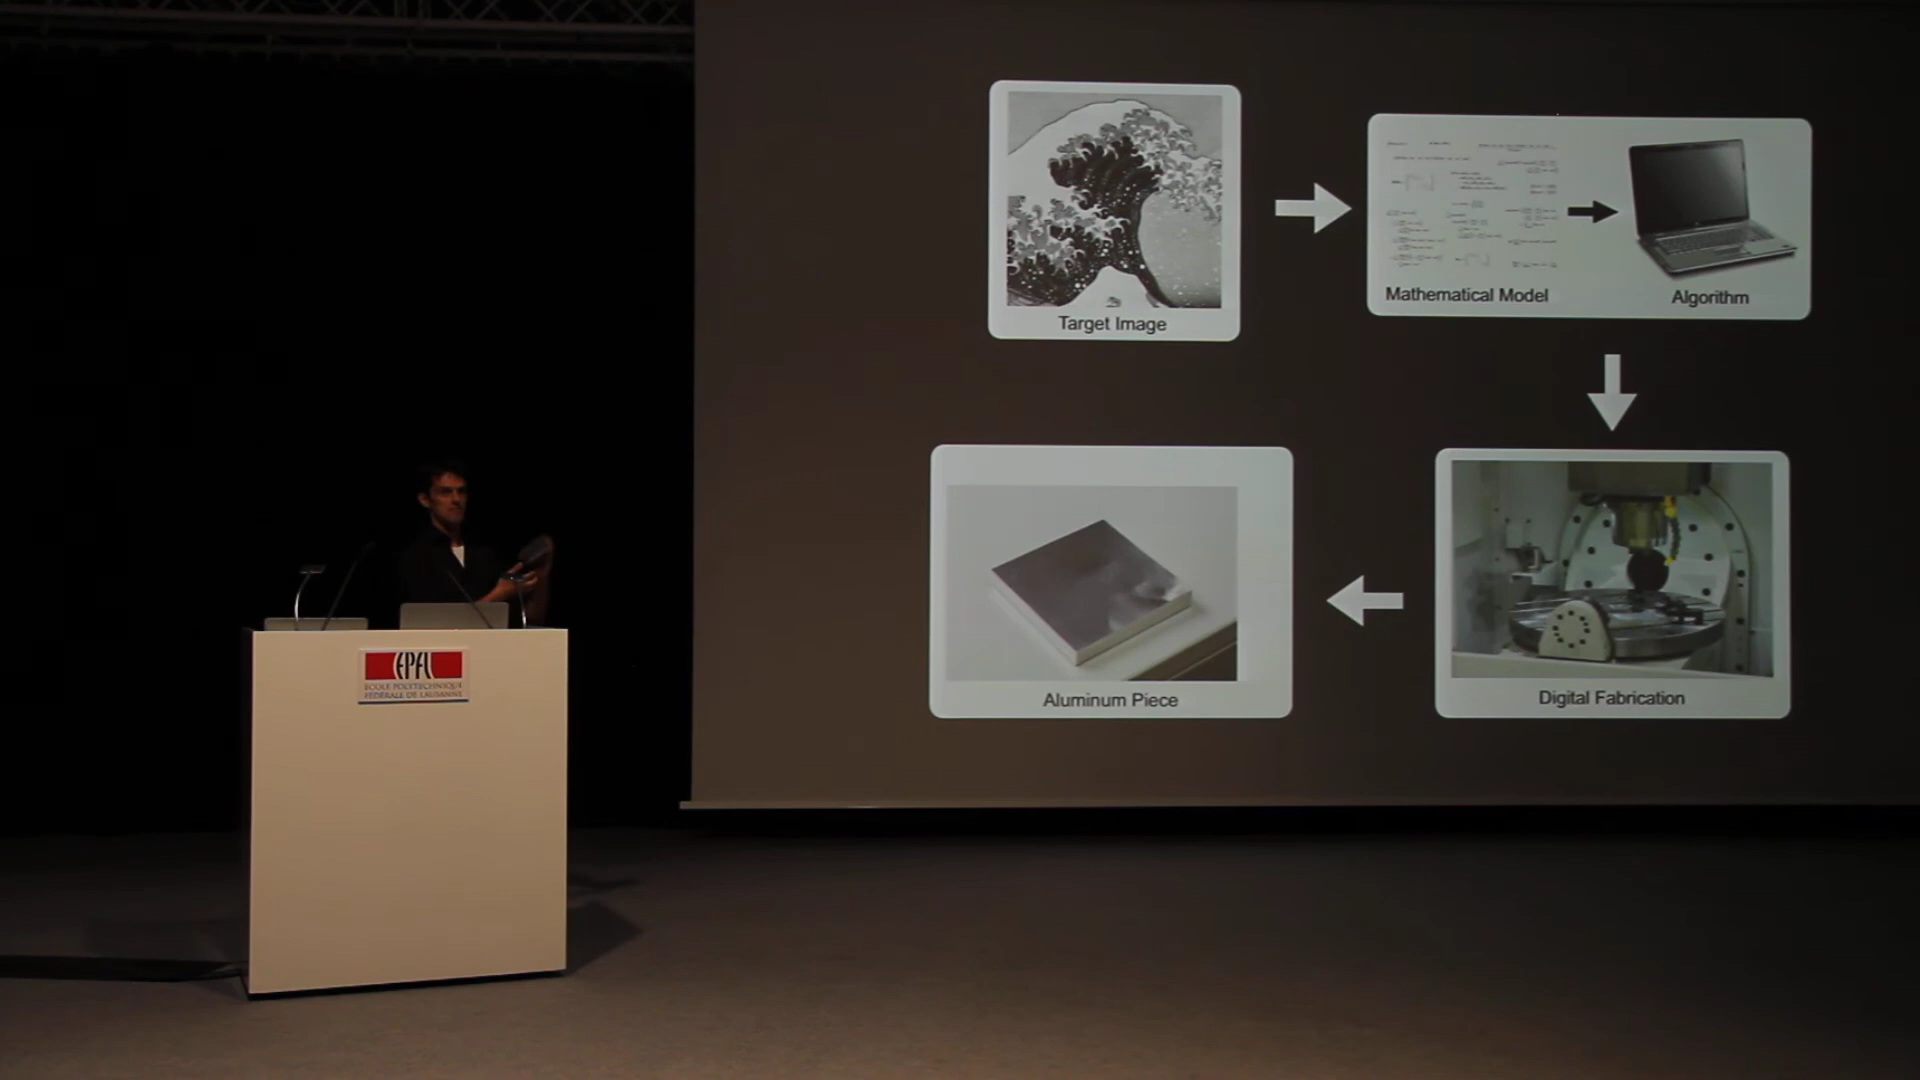 Target Image
Mathematical Model
Algorithm
Aluminum Piece
Digital Fabrication
EPFL
ECOLE POLYTECHNIQUE
FÉDÉRALE DE LAUSANNE